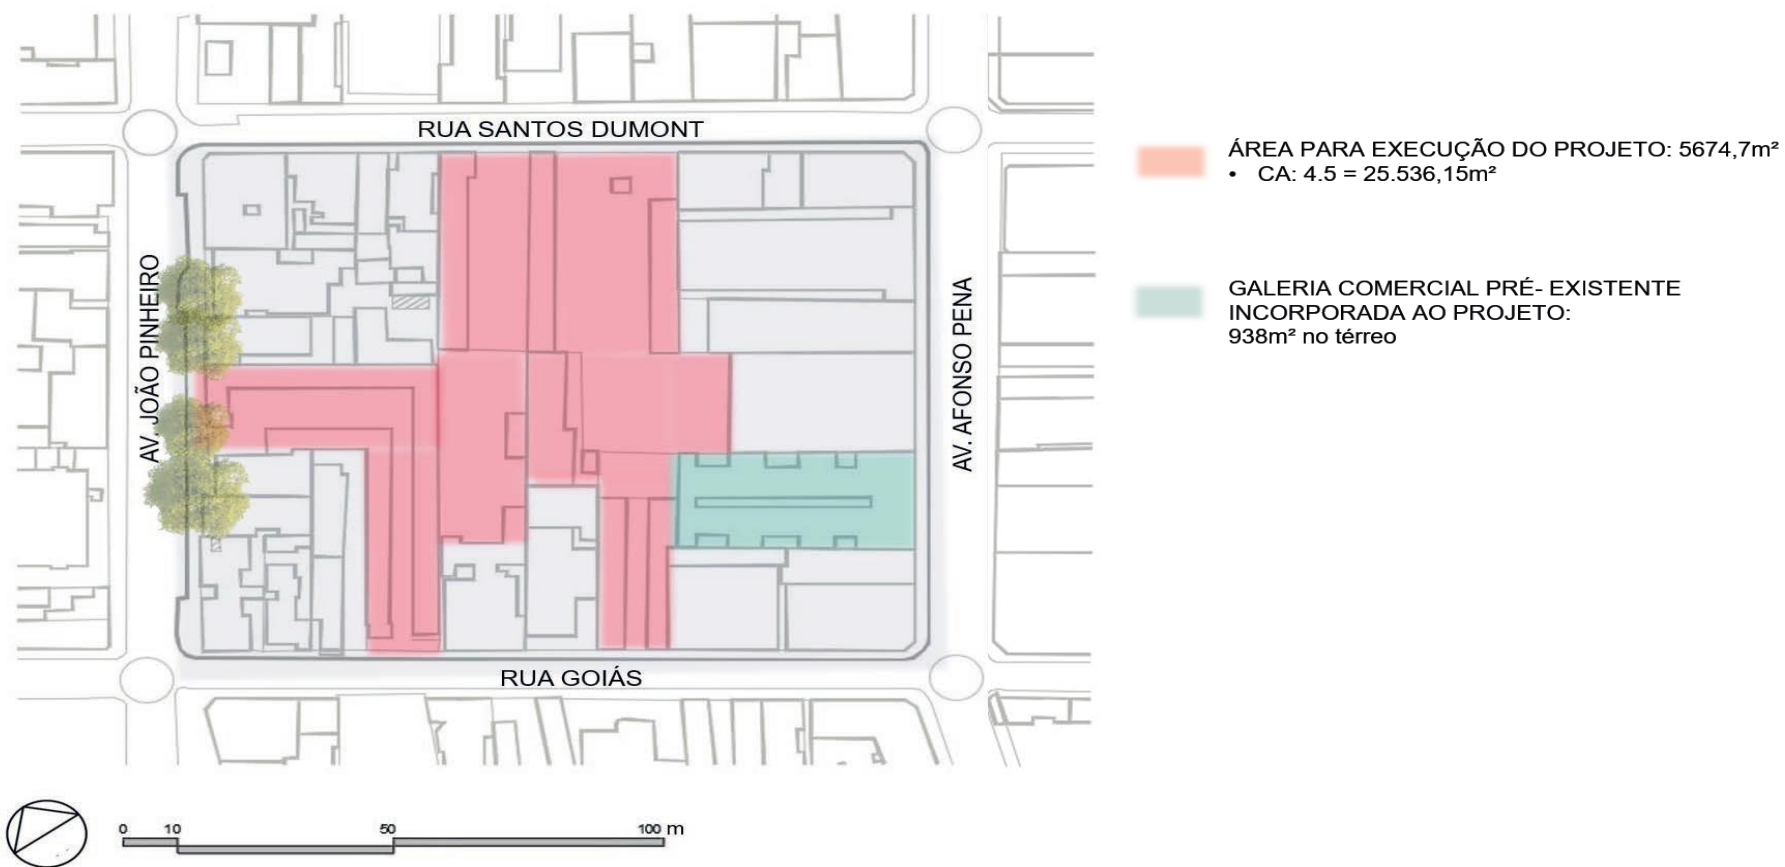 RUA SANTOS DUMONT
AV. JOÃO PINHEIRO
AV. AFONSO PENA
RUA GOIÁS
ÁREA PARA EXECUÇÃO DO PROJETO: 5674,7m²
• CA: 4.5 = 25.536,15m²
GALERIA COMERCIAL PRÉ- EXISTENTE
INCORPORADA AO PROJETO:
938m² no térreo
0 10 50 100 m